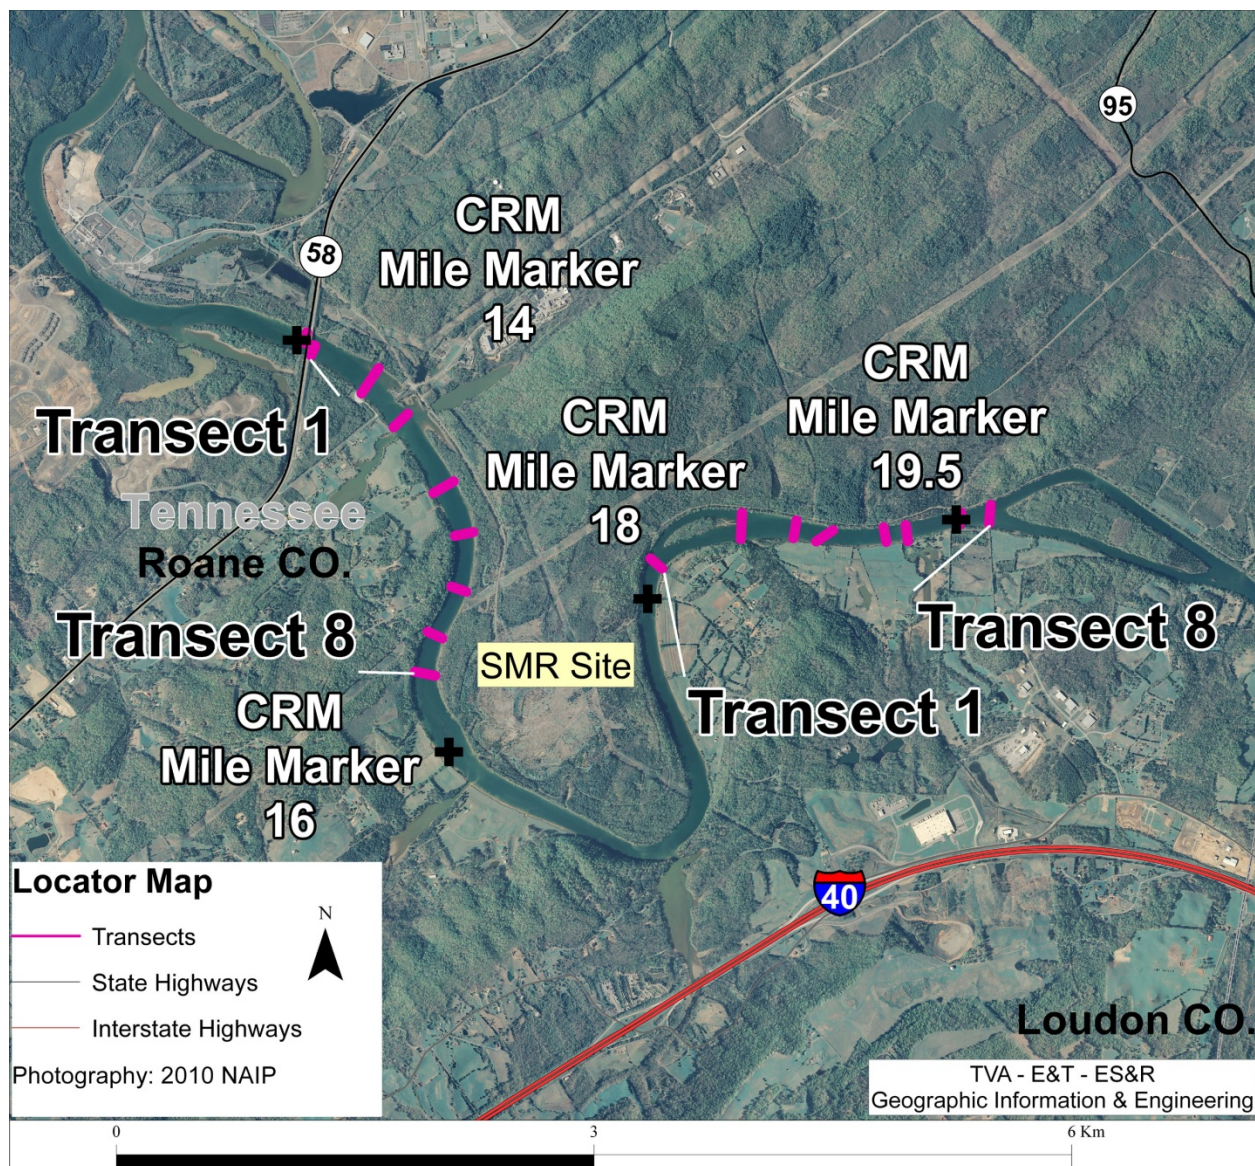 95
CRM
Mile Marker
14
58
CRM
Mile Marker
19.5
CRM
Mile Marker
18
Transect 1
Tennessee
Roane CO.
Transect 8
SMR Site
Transect 8
Transect 1
CRM
Mile Marker
16
Locator Map
N
Transects
State Highways
Interstate Highways
Photography: 2010 NAIP
40
Loudon CO.
TVA - E&T - ES&R
Geographic Information & Engineering
0 3 6 Km